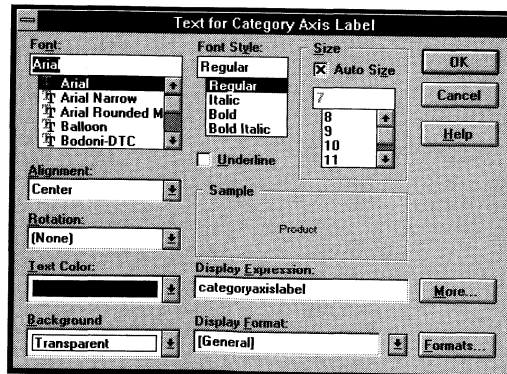 Text for Category Axis Label
Font:
Arial
Arial
Arial Narrow
Arial Rounded M
Balloon
Bodoni-DTC
Font Style:
Regular
Regular
Italic
Bold
Bold Italic
Underline
Size
Auto Size
7
8
9
10
11
OK
Cancel
Help
Alignment:
Center
Rotation:
(None)
Sample
Product
Text Color:
Display Expression:
categoryaxislabel
More...
Background
Transparent
Display Format:
[General]
Formats...